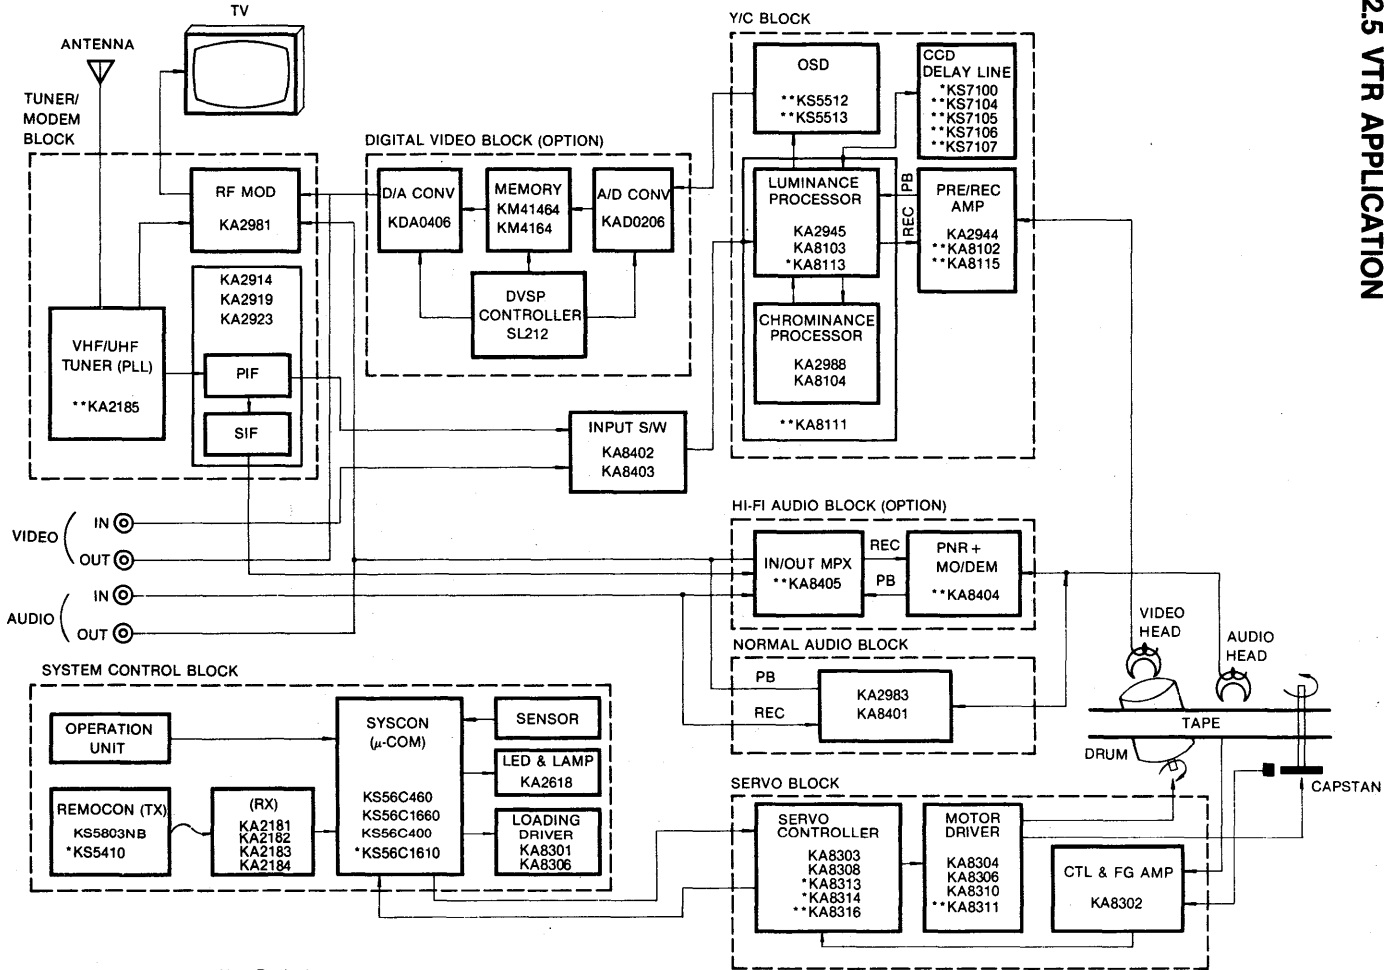 2.5 VTR APPLICATION
TV
ANTENNA
TUNER/
MODEM
BLOCK
RF MOD
KA2981
KA2914
KA2919
KA2923
VHF/UHF
TUNER (PLL)
**KA2185
PIF
SIF
DIGITAL VIDEO BLOCK (OPTION)
D/A CONV
KDA0406
MEMORY
KM41464
KM4164
A/D CONV
KAD0206
DVSP
CONTROLLER
SL212
INPUT S/W
KA8402
KA8403
Y/C BLOCK
OSD
**KS5512
**KS5513
CCD
DELAY LINE
*KS7100
**KS7104
**KS7105
**KS7106
**KS7107
LUMINANCE
PROCESSOR
KA2945
KA8103
*KA8113
PB
REC
PRE/REC
AMP
KA2944
**KA8102
**KA8115
CHROMINANCE
PROCESSOR
KA2988
KA8104
**KA8111
VIDEO
IN
OUT
AUDIO
IN
OUT
HI-FI AUDIO BLOCK (OPTION)
IN/OUT MPX
**KA8405
REC
PB
PNR +
MO/DEM
**KA8404
NORMAL AUDIO BLOCK
PB
REC
KA2983
KA8401
VIDEO
HEAD
AUDIO
HEAD
TAPE
DRUM
CAPSTAN
SYSTEM CONTROL BLOCK
OPERATION
UNIT
REMOCON (TX)
KS5803NB
*KS5410
(RX)
KA2181
KA2182
KA2183
KA2184
SYSCON
(μ-COM)
KS56C460
KS56C1660
KS56C400
*KS56C1610
SENSOR
LED & LAMP
KA2618
LOADING
DRIVER
KA8301
KA8306
SERVO BLOCK
SERVO
CONTROLLER
KA8303
KA8308
*KA8313
*KA8314
**KA8316
MOTOR
DRIVER
KA8304
KA8306
KA8310
**KA8311
CTL & FG AMP
KA8302